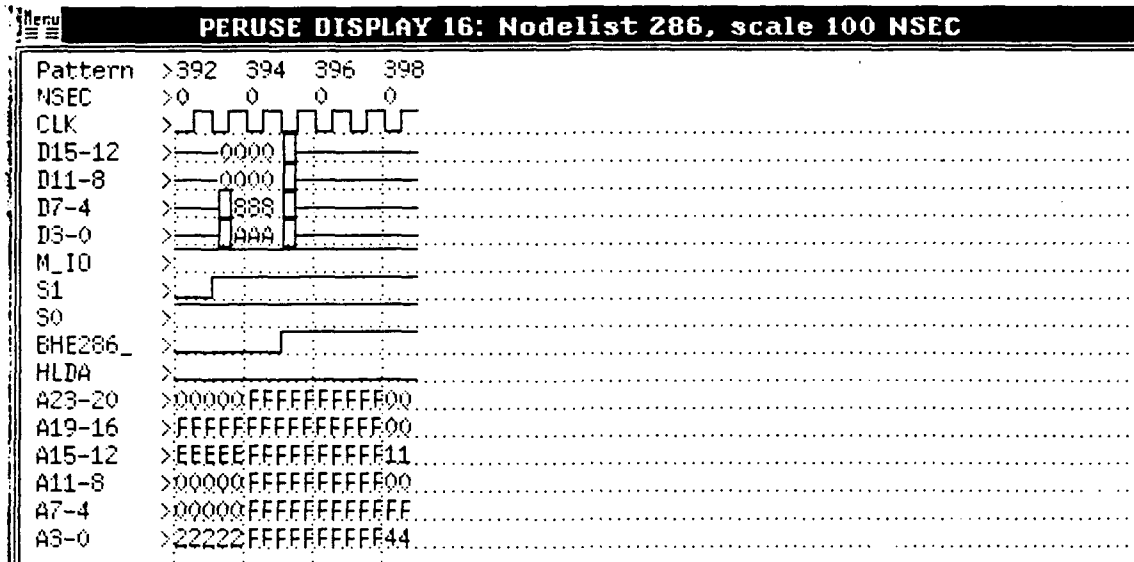 Menu PERUSE DISPLAY 16: Nodelist 286, scale 100 NSEC
Pattern >392 394 396 398
NSEC >0 0 0 0
CLK >
D15-12 > 0000
D11-8 > 0000
D7-4 > 888
D3-0 > AAA
M_IO >
S1 >
S0 >
BHE286_ >
HLDA >
A23-20 >00000FFFFFFFFFF00
A19-16 >FFFFFFFFFFFFFFF00
A15-12 >EEEEEFFFFFFFFFF11
A11-8 >00000FFFFFFFFFF00
A7-4 >00000FFFFFFFFFFFF
A3-0 >22222FFFFFFFFFF44